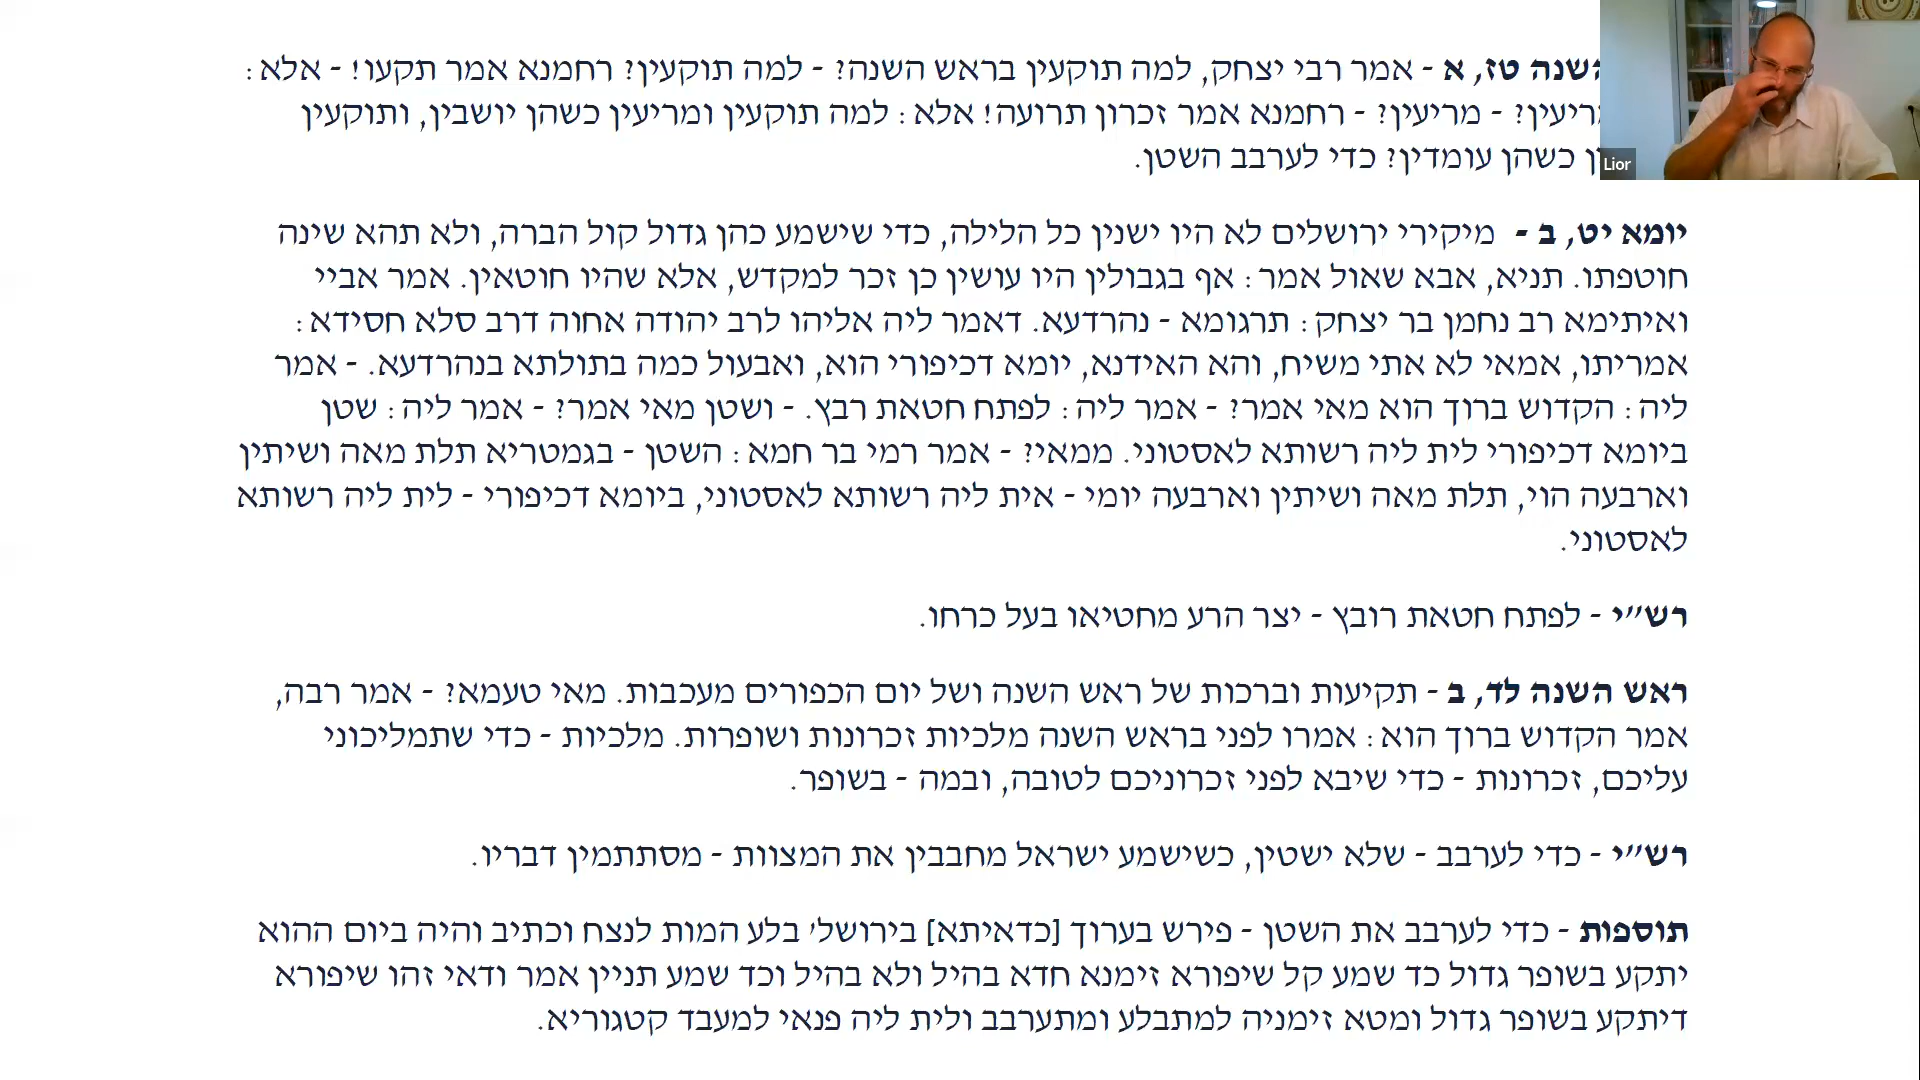 השנה טז, א - אמר רבי יצחק, למה תוקעין בראש השנה? - למה תוקעין? רחמנא אמר תקעו! - אלא:
מריעין? - מריעין? - רחמנא אמר זכרון תרועה! אלא: למה תוקעין ומריעין כשהן יושבין, ותוקעין
כשהן עומדין? כדי לערבב השטן.
Lior
יומא יט, ב - מיקירי ירושלים לא היו ישנין כל הלילה, כדי שישמע כהן גדול קול הברה, ולא תהא שינה
חוטפתו. תניא, אבא שאול אמר: אף בגבולין היו עושין כן זכר למקדש, אלא שהיו חוטאין. אמר אביי
ואיתימא רב נחמן בר יצחק: תרגומא - נהרדעא. דאמר ליה אליהו לרב יהודה אחוה דרב סלא חסידא:
אמריתו, אמאי לא אתי משיח, והא האידנא, יומא דכיפורי הוא, ואבעול כמה בתולתא בנהרדעא. - אמר
ליה: הקדוש ברוך הוא מאי אמר? - אמר ליה: לפתח חטאת רבץ. - ושטן מאי אמר? - אמר ליה: שטן
ביומא דכיפורי לית ליה רשותא לאסטוני. ממאי? - אמר רמי בר חמא: השטן - בגמטריא תלת מאה ושיתין
וארבעה הוי, תלת מאה ושיתין וארבעה יומי - אית ליה רשותא לאסטוני, ביומא דכיפורי - לית ליה רשותא
לאסטוני.
רש״י - לפתח חטאת רובץ - יצר הרע מחטיאו בעל כרחו.
ראש השנה לד, ב - תקיעות וברכות של ראש השנה ושל יום הכפורים מעכבות. מאי טעמא? - אמר רבה,
אמר הקדוש ברוך הוא: אמרו לפני בראש השנה מלכיות זכרונות ושופרות. מלכיות - כדי שתמליכוני
עליכם, זכרונות - כדי שיבא לפני זכרוניכם לטובה, ובמה - בשופר.
רש״י - כדי לערבב - שלא ישטין, כשישמע ישראל מחבבין את המצוות - מסתתמין דבריו.
תוספות - כדי לערבב את השטן - פירש בערוך [כדאיתא] בירושל׳ בלע המות לנצח וכתיב והיה ביום ההוא
יתקע בשופר גדול כד שמע קל שיפורא זימנא חדא בהיל ולא בהיל וכד שמע תניין אמר ודאי זהו שיפורא
דיתקע בשופר גדול ומטא זימניה למתבלע ומתערבב ולית ליה פנאי למעבד קטגוריא.